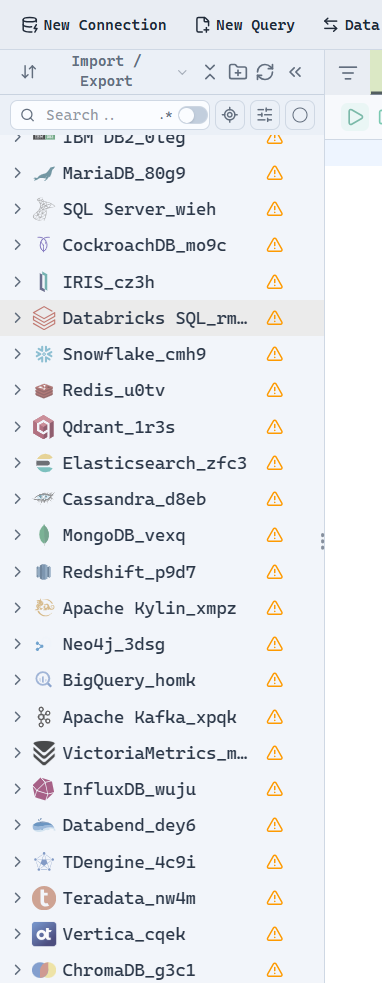 New Connection New Query Data
Import /
Export
Search .. .*
IBM DB2_0leg
MariaDB_80g9
SQL Server_wieh
CockroachDB_mo9c
IRIS_cz3h
Databricks SQL_rm…
Snowflake_cmh9
Redis_u0tv
Qdrant_1r3s
Elasticsearch_zfc3
Cassandra_d8eb
MongoDB_vexq
Redshift_p9d7
Apache Kylin_xmpz
Neo4j_3dsg
BigQuery_homk
Apache Kafka_xpqk
VictoriaMetrics_m…
InfluxDB_wuju
Databend_dey6
TDengine_4c9i
Teradata_nw4m
Vertica_cqek
ChromaDB_g3c1